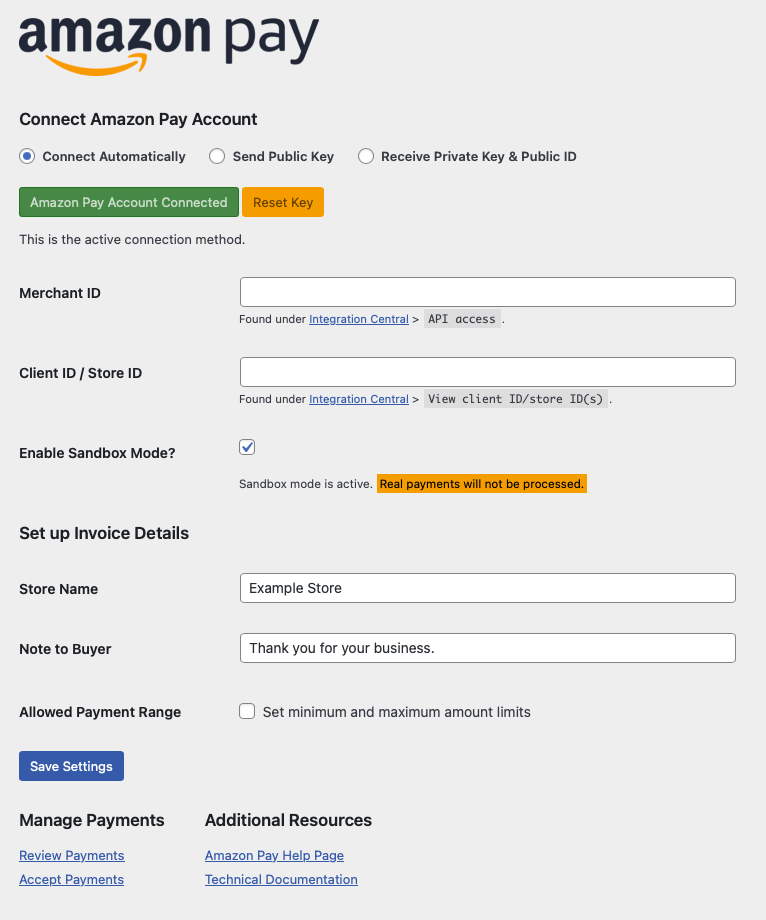 amazon pay
Connect Amazon Pay Account
Connect Automatically Send Public Key Receive Private Key & Public ID
Amazon Pay Account Connected Reset Key
This is the active connection method.
Merchant ID
Found under Integration Central > API access .
Client ID / Store ID
Found under Integration Central > View client ID/store ID(s) .
Enable Sandbox Mode?
Sandbox mode is active. Real payments will not be processed.
Set up Invoice Details
Store Name Example Store
Note to Buyer Thank you for your business.
Allowed Payment Range Set minimum and maximum amount limits
Save Settings
Manage Payments Additional Resources
Review Payments Amazon Pay Help Page
Accept Payments Technical Documentation